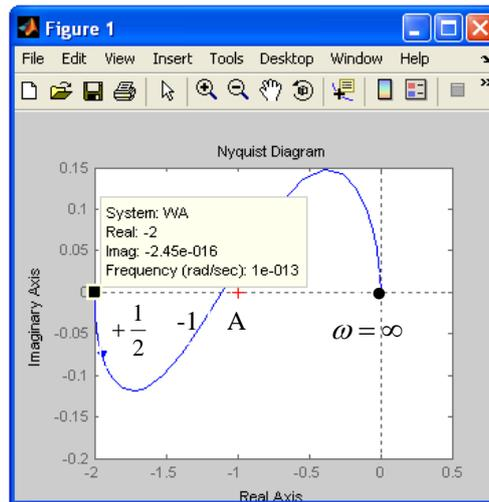 Figure 1
File Edit View Insert Tools Desktop Window Help
Nyquist Diagram
0.15
0.1
0.05
0
-0.05
-0.1
-0.15
-0.2
Imaginary Axis
System: WA
Real: -2
Imag: -2.45e-016
Frequency (rad/sec): 1e-013
+1/2
-1
A
ω = ∞
-2 -1.5 -1 -0.5 0 0.5
Real Axis